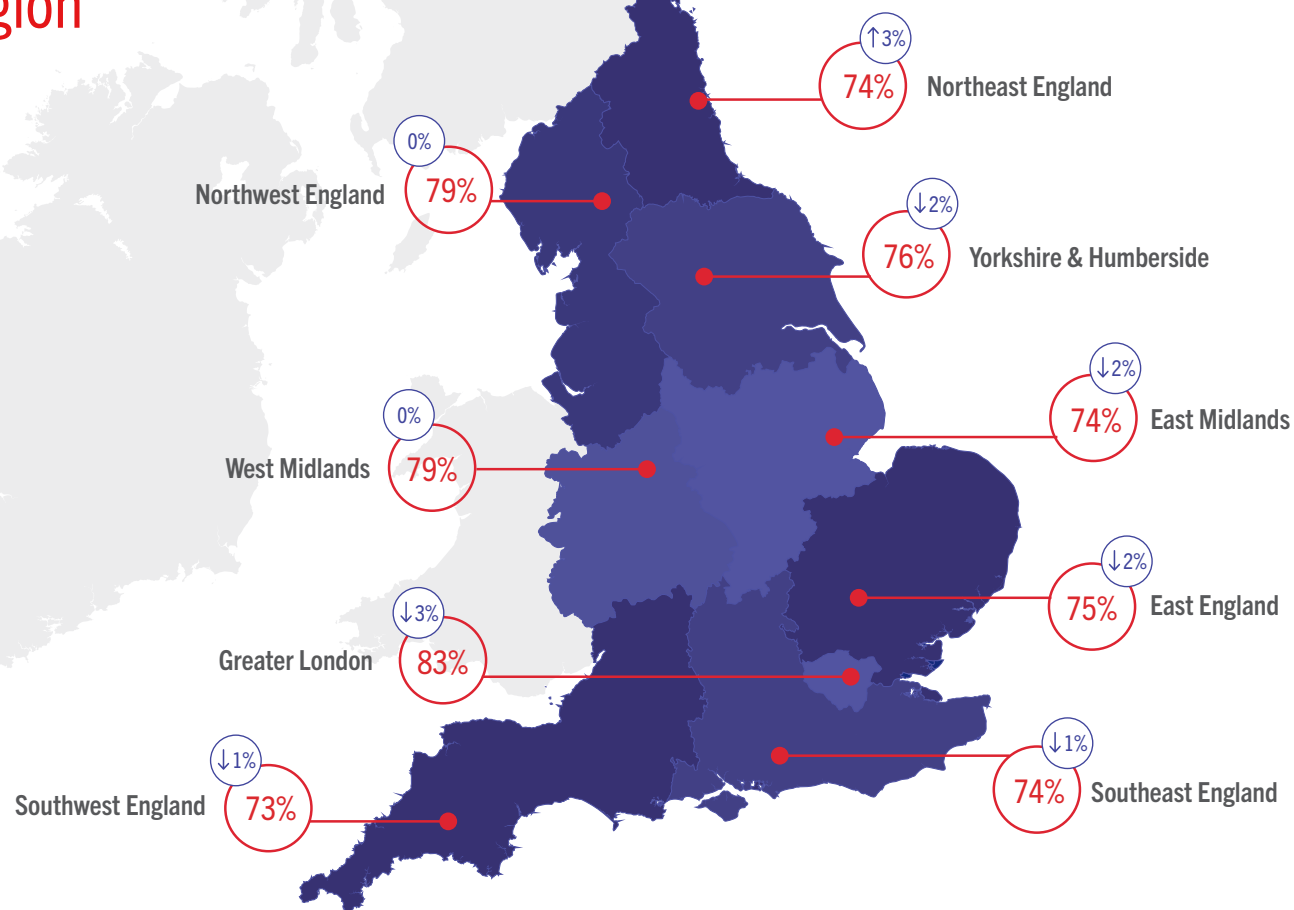 ↑3%
74%
Northeast England
0%
79%
Northwest England
↓2%
76%
Yorkshire & Humberside
↓2%
74%
East Midlands
0%
79%
West Midlands
↓2%
75%
East England
↓3%
83%
Greater London
↓1%
74%
Southeast England
↓1%
73%
Southwest England